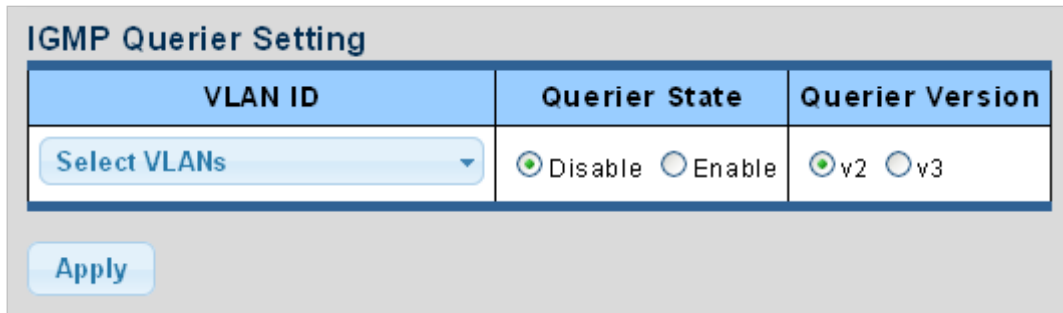 IGMP Querier Setting
VLAN ID Querier State Querier Version
Select VLANs Disable Enable v2 v3
Apply